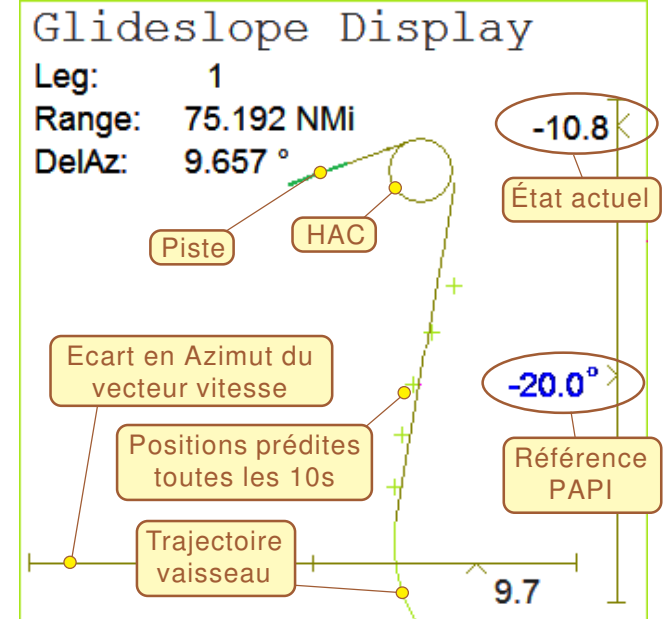 Glideslope Display
Leg: 1
Range: 75.192 NMi
DelAz: 9.657 °
-10.8
État actuel
Piste
HAC
Ecart en Azimut du
vecteur vitesse
-20.0°
Positions prédites
toutes les 10s
Référence
PAPI
Trajectoire
vaisseau
9.7